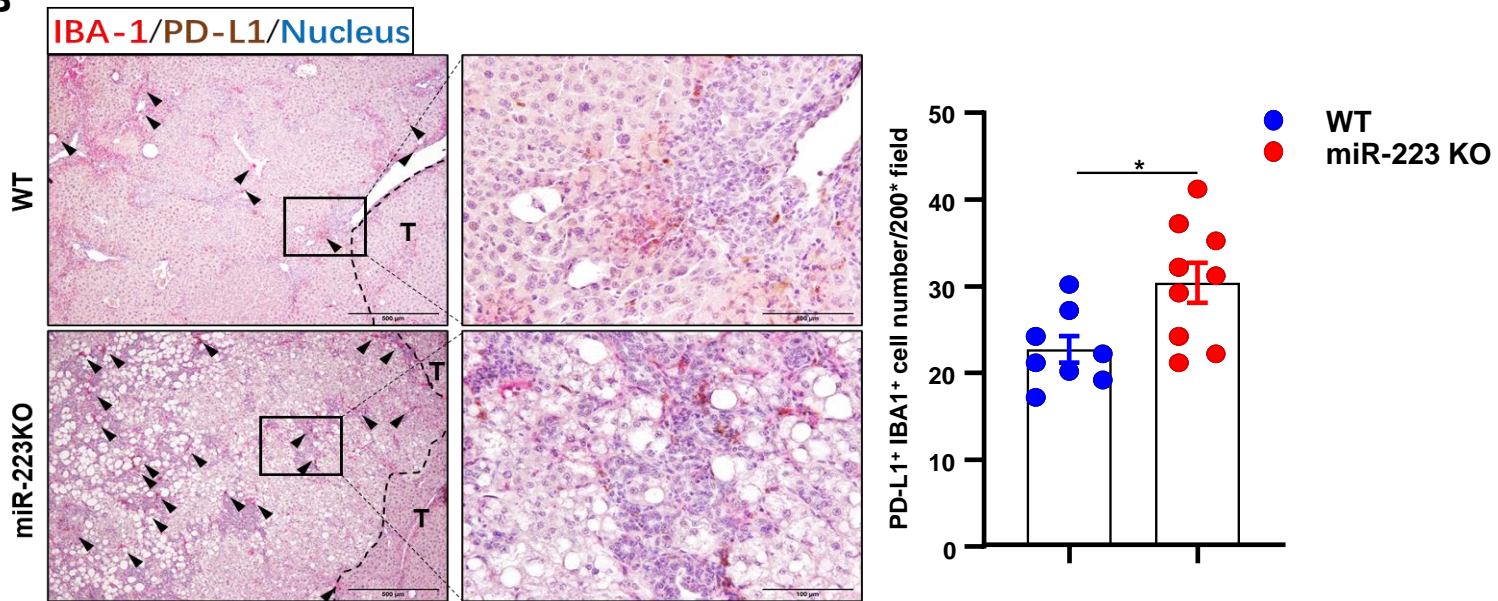 B
IBA-1/PD-L1/Nucleus
WT
T
500 μm
100 μm
miR-223KO
T
T
500 μm
100 μm
PD-L1⁺ IBA1⁺ cell number/200* field
50
40
30
20
10
0
*
WT
miR-223 KO